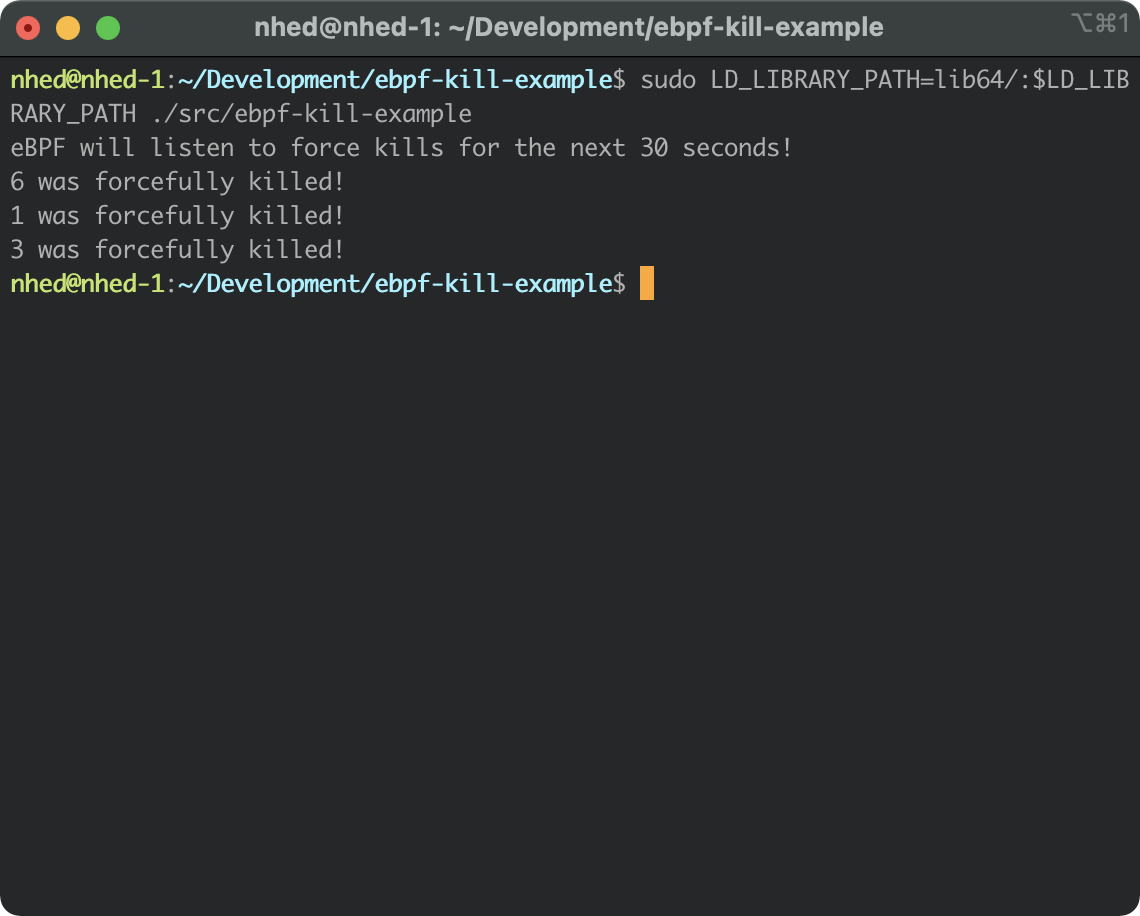 nhed@nhed-1: ~/Development/ebpf-kill-example
⌥⌘1
nhed@nhed-1:~/Development/ebpf-kill-example$ sudo LD_LIBRARY_PATH=lib64/:$LD_LIB
RARY_PATH ./src/ebpf-kill-example
eBPF will listen to force kills for the next 30 seconds!
6 was forcefully killed!
1 was forcefully killed!
3 was forcefully killed!
nhed@nhed-1:~/Development/ebpf-kill-example$